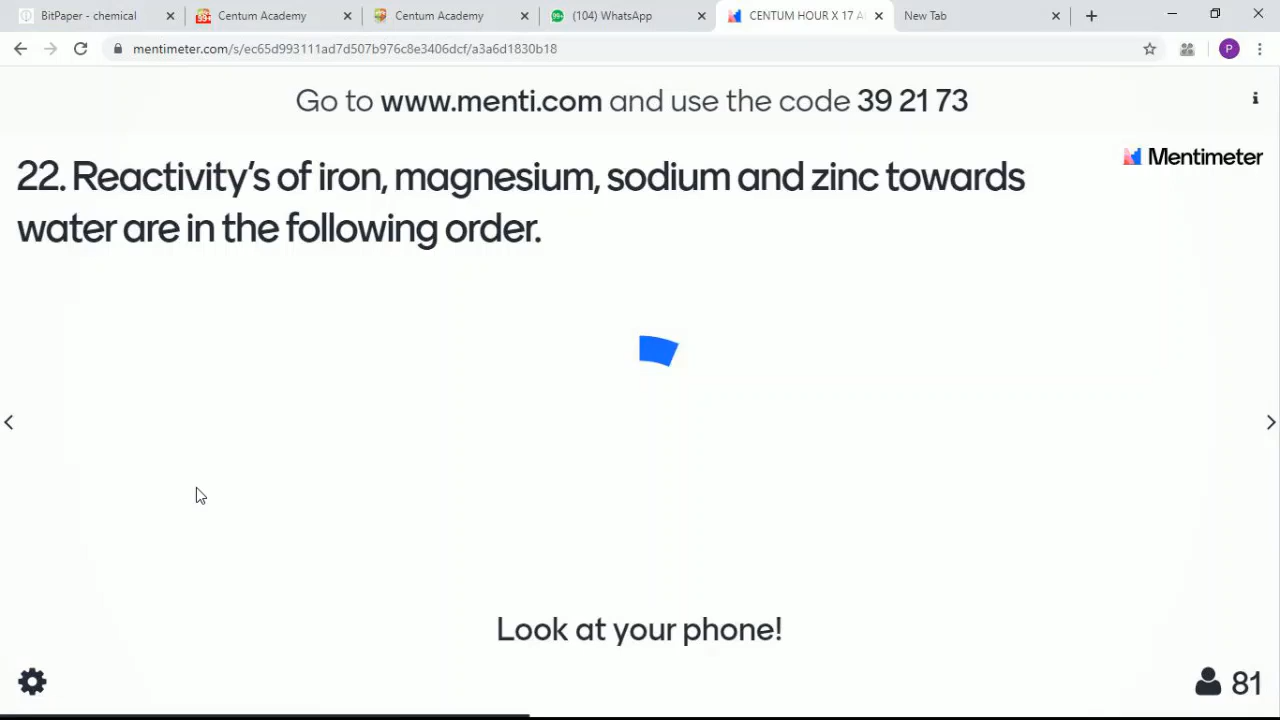 BitPaper - chemical
Centum Academy
Centum Academy
(104) WhatsApp
CENTUM HOUR X 17 A
New Tab
mentimeter.com/s/ec65d993111ad7d507b976c8e3406dcf/a3a6d1830b18
P
Go to www.menti.com and use the code 39 21 73
Mentimeter
22. Reactivity's of iron, magnesium, sodium and zinc towards
water are in the following order.
Look at your phone!
81